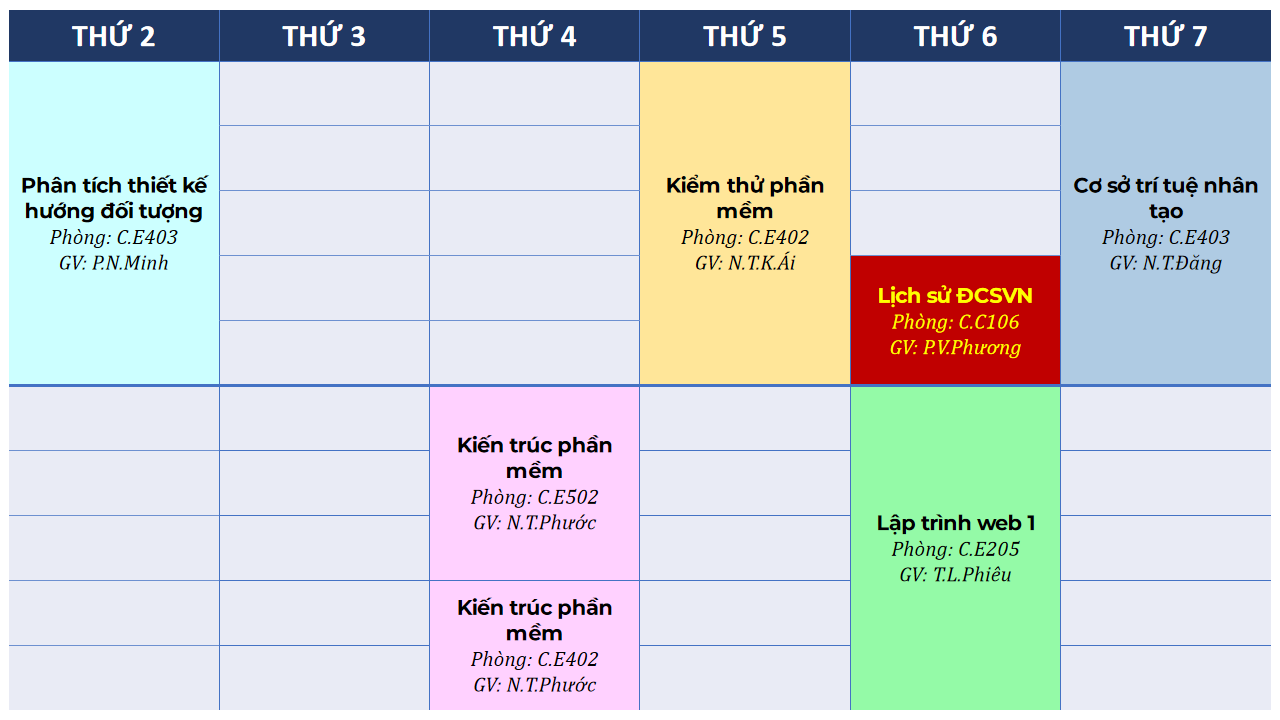 THỨ 2
THỨ 3
THỨ 4
THỨ 5
THỨ 6
THỨ 7
Phân tích thiết kế
hướng đối tượng
Phòng: C.E403
GV: P.N.Minh
Kiểm thử phần
mềm
Phòng: C.E402
GV: N.T.K.Ái
Lịch sử ĐCSVN
Phòng: C.C106
GV: P.V.Phương
Cơ sở trí tuệ nhân
tạo
Phòng: C.E403
GV: N.T.Đăng
Kiến trúc phần
mềm
Phòng: C.E502
GV: N.T.Phước
Kiến trúc phần
mềm
Phòng: C.E402
GV: N.T.Phước
Lập trình web 1
Phòng: C.E205
GV: T.L.Phiêu